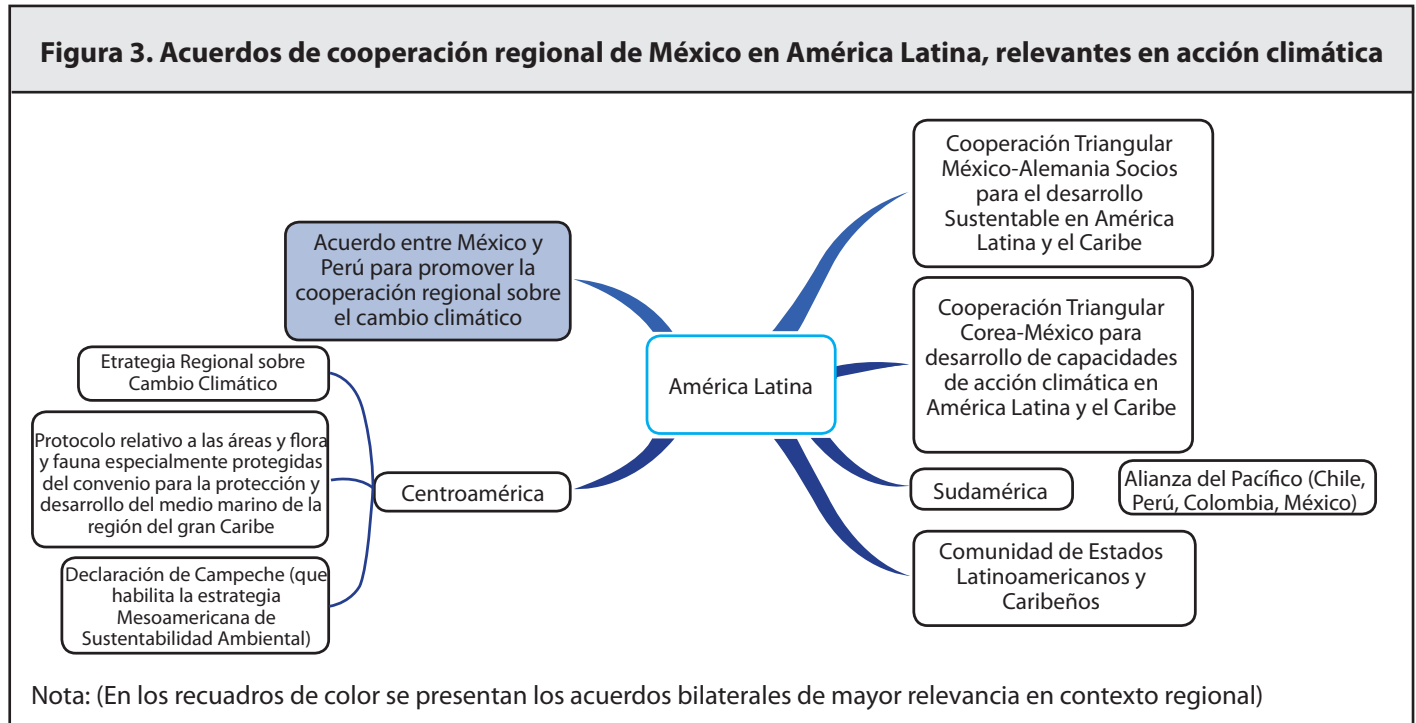 Figura 3. Acuerdos de cooperación regional de México en América Latina, relevantes en acción climática
Acuerdo entre México y
Perú para promover la
cooperación regional sobre
el cambio climático
Etrategia Regional sobre
Cambio Climático
Protocolo relativo a las áreas y flora
y fauna especialmente protegidas
del convenio para la protección y
desarrollo del medio marino de la
región del gran Caribe
Declaración de Campeche (que
habilita la estrategia
Mesoamericana de
Sustentabilidad Ambiental)
Centroamérica
América Latina
Cooperación Triangular
México-Alemania Socios
para el desarrollo
Sustentable en América
Latina y el Caribe
Cooperación Triangular
Corea-México para
desarrollo de capacidades
de acción climática en
América Latina y el Caribe
Sudamérica
Alianza del Pacífico (Chile,
Perú, Colombia, México)
Comunidad de Estados
Latinoamericanos y
Caribeños
Nota: (En los recuadros de color se presentan los acuerdos bilaterales de mayor relevancia en contexto regional)